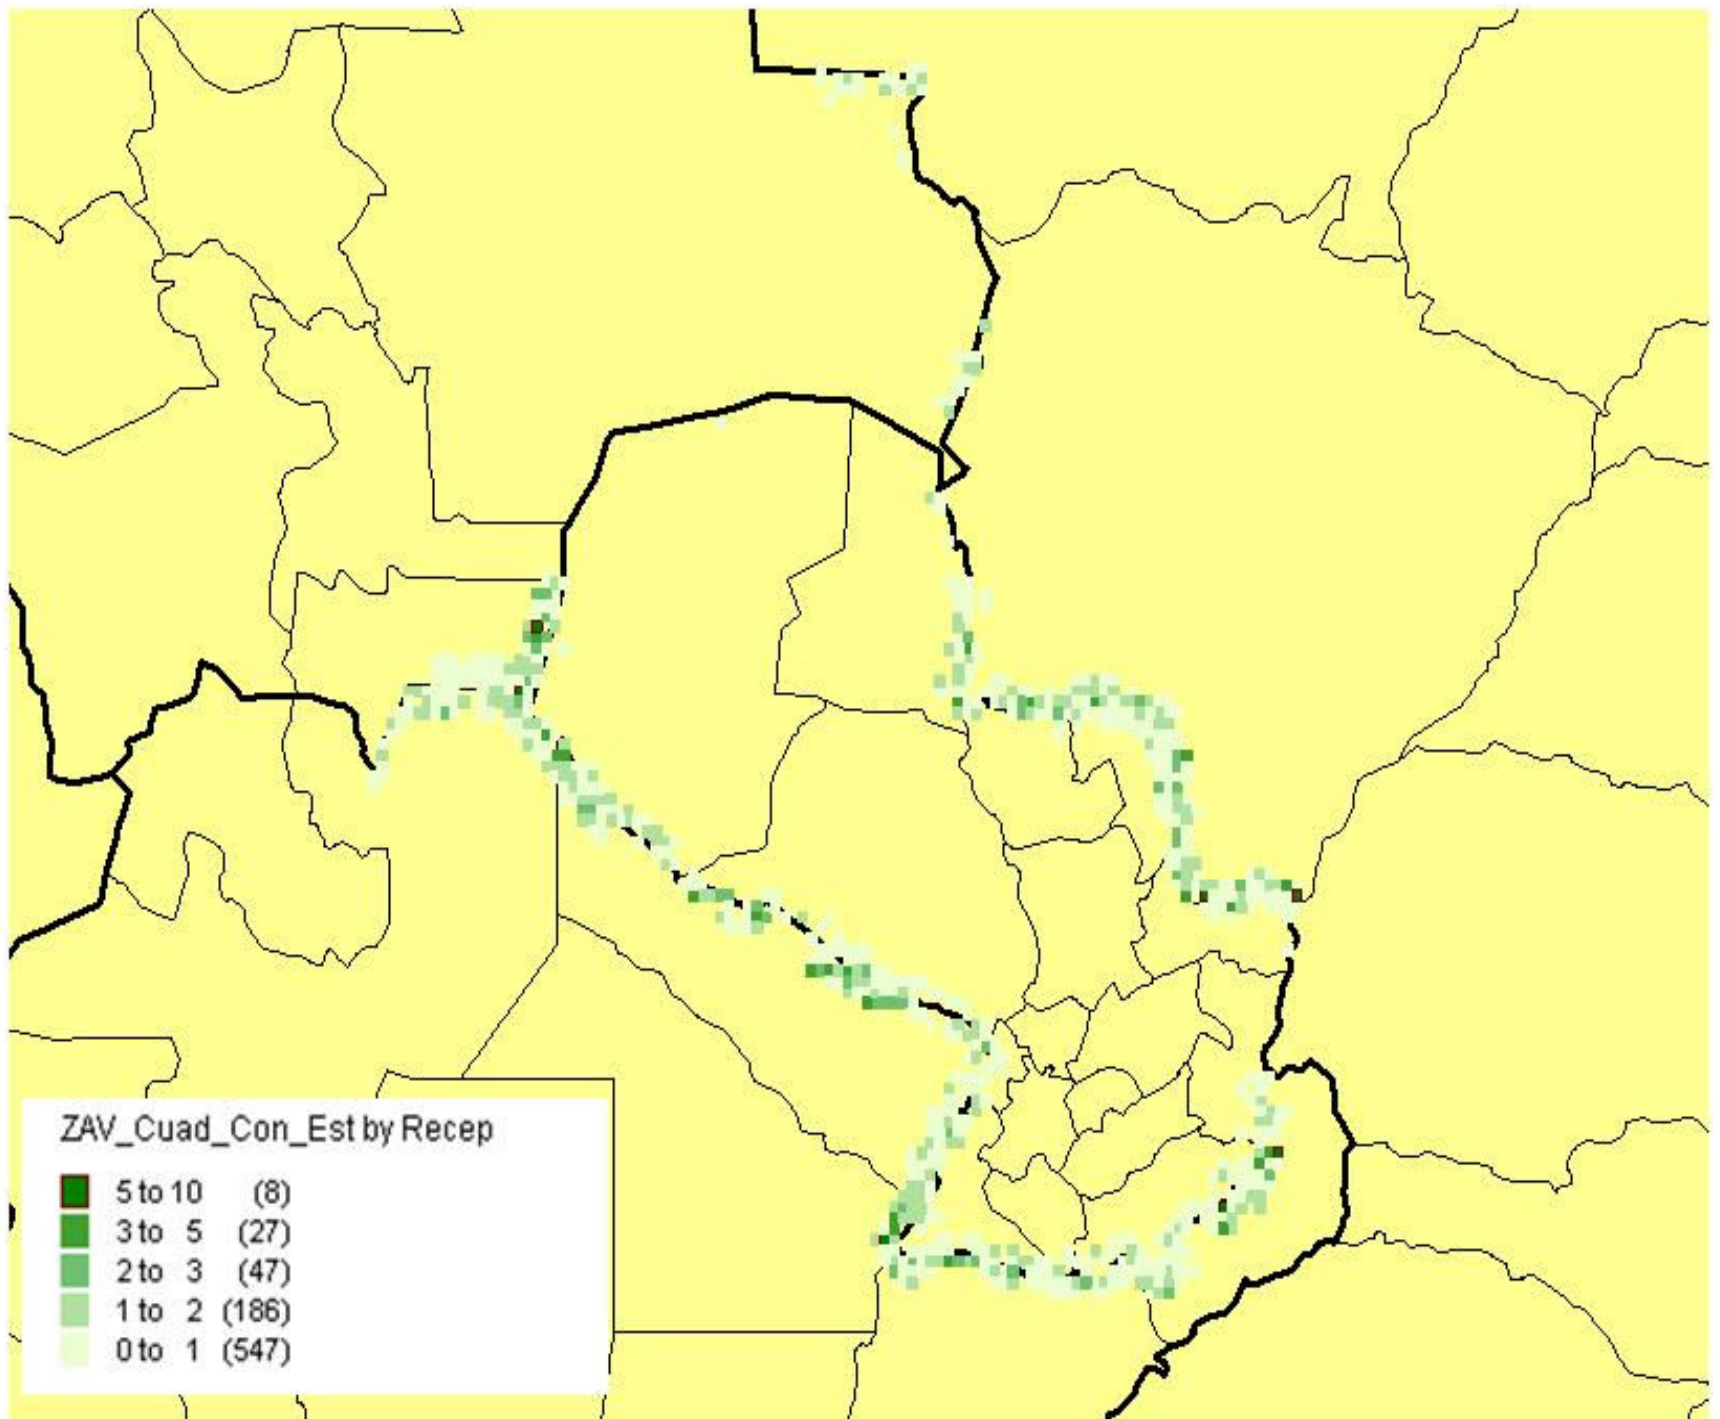 ZAV_Cuad_Con_Est by Recep
5 to 10 (8)
3 to 5 (27)
2 to 3 (47)
1 to 2 (186)
0 to 1 (547)